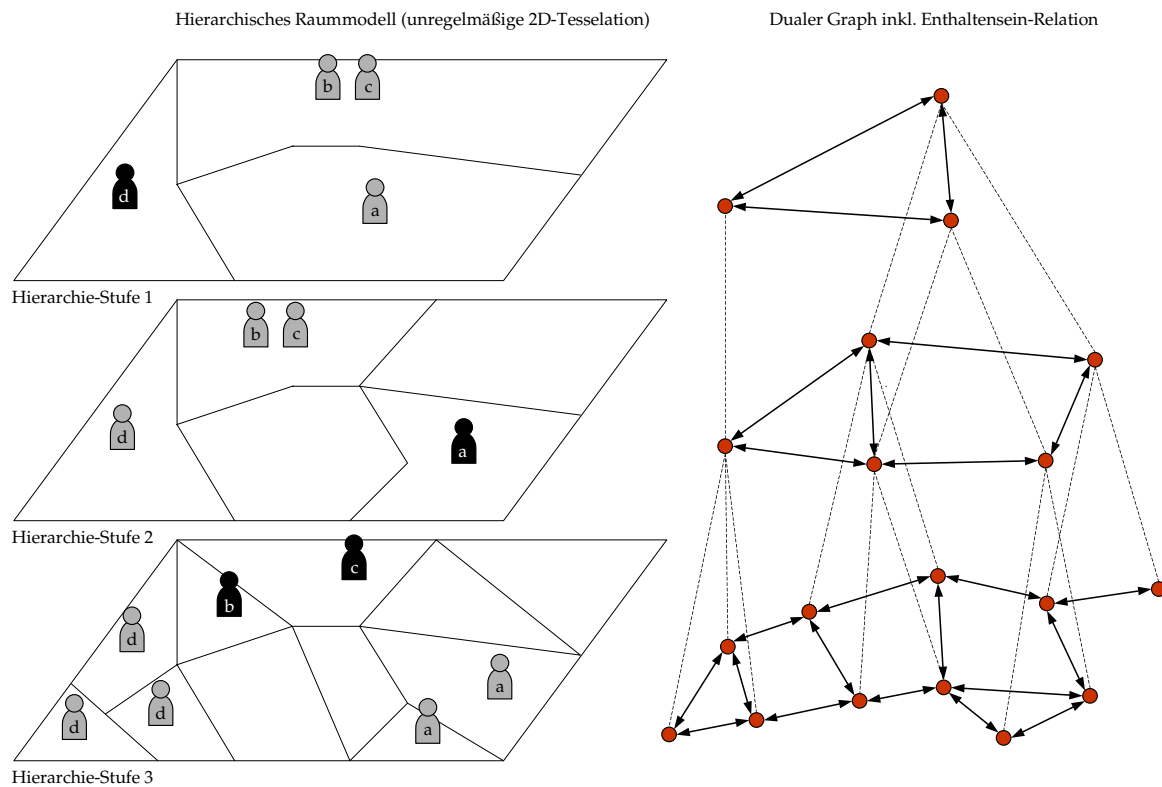 Hierarchisches Raummodell (unregelmäßige 2D-Tesselation)
Dualer Graph inkl. Enthaltensein-Relation
b c
d
a
Hierarchie-Stufe 1
b c
d
a
Hierarchie-Stufe 2
c
b
d
a
d
d
a
Hierarchie-Stufe 3